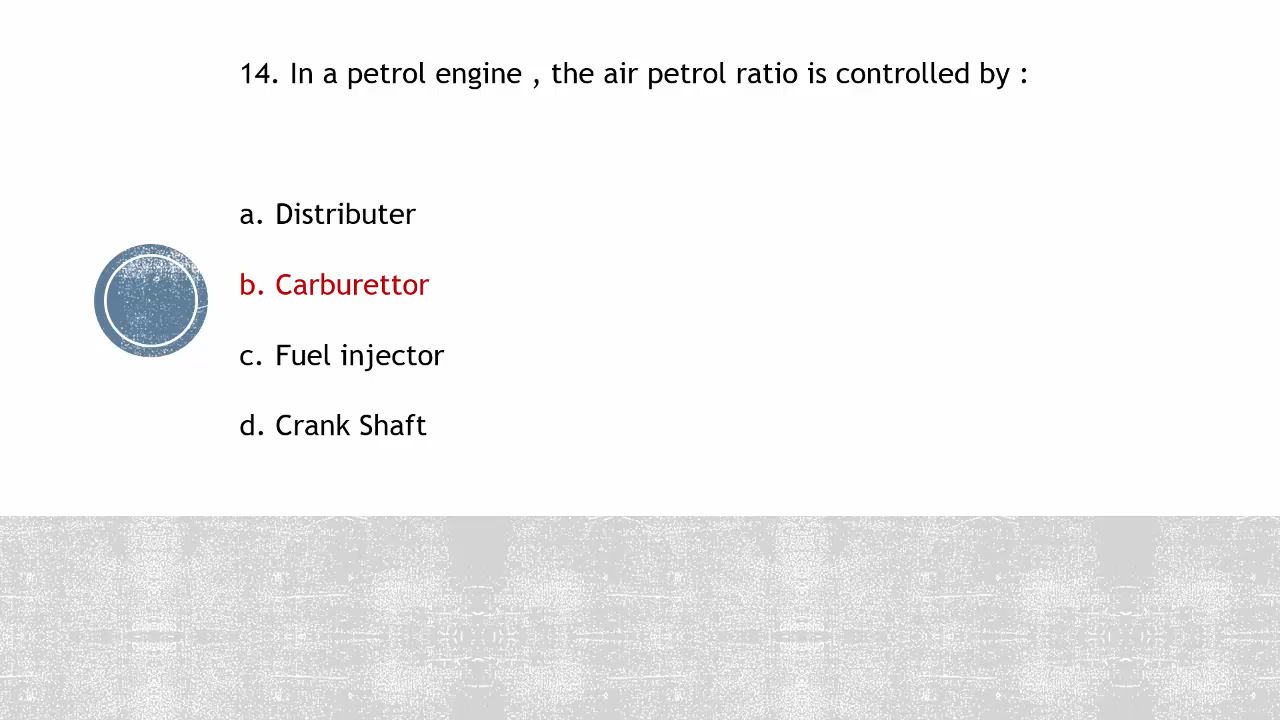 14. In a petrol engine , the air petrol ratio is controlled by :
a. Distributer
b. Carburettor
c. Fuel injector
d. Crank Shaft